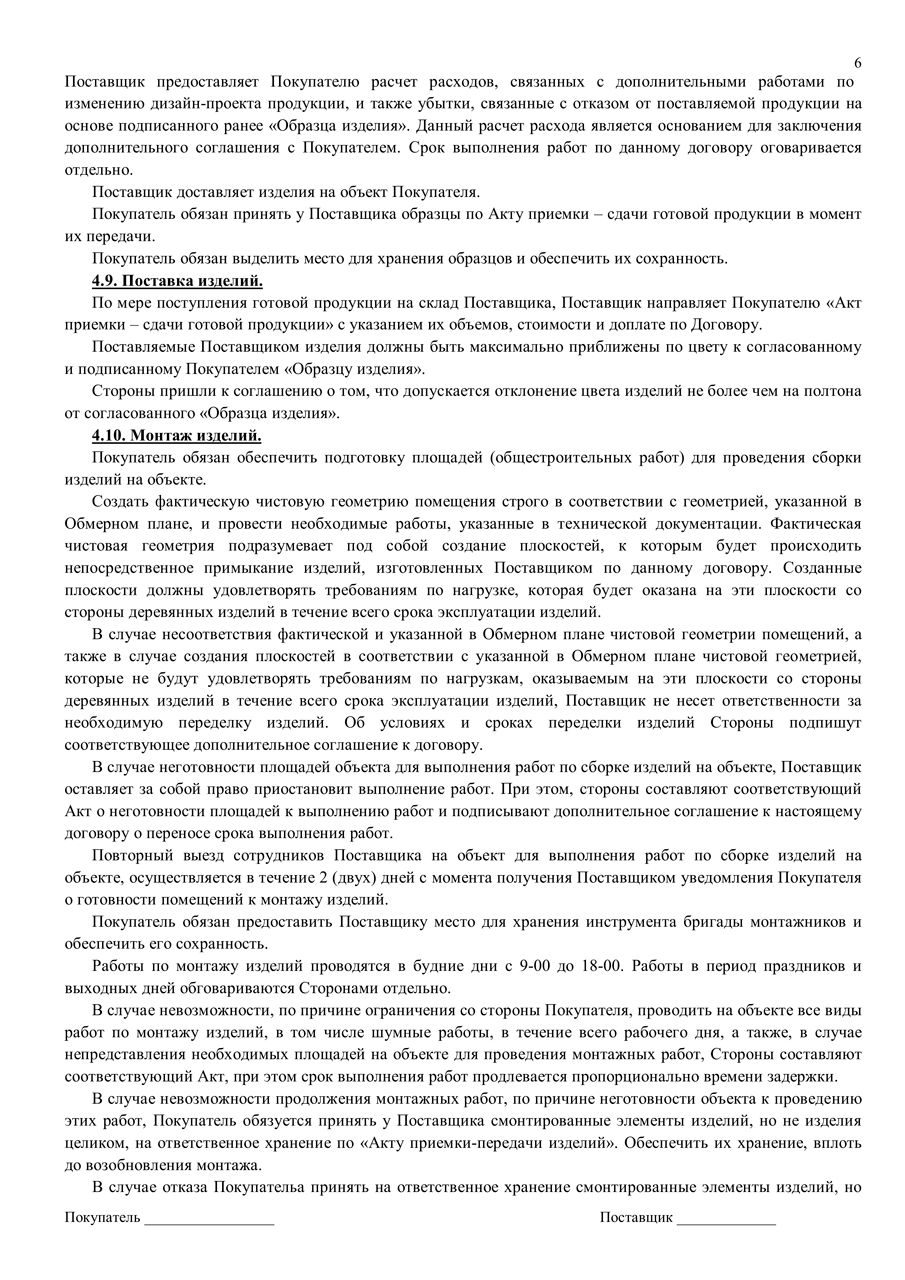 6
Поставщик предоставляет Покупателю расчет расходов, связанных с дополнительными работами по
изменению дизайн-проекта продукции, и также убытки, связанные с отказом от поставляемой продукции на
основе подписанного ранее «Образца изделия». Данный расчет расхода является основанием для заключения
дополнительного соглашения с Покупателем. Срок выполнения работ по данному договору оговаривается
отдельно.
Поставщик доставляет изделия на объект Покупателя.
Покупатель обязан принять у Поставщика образцы по Акту приемки – сдачи готовой продукции в момент
их передачи.
Покупатель обязан выделить место для хранения образцов и обеспечить их сохранность.
4.9. Поставка изделий.
По мере поступления готовой продукции на склад Поставщика, Поставщик направляет Покупателю «Акт
приемки – сдачи готовой продукции» с указанием их объемов, стоимости и доплате по Договору.
Поставляемые Поставщиком изделия должны быть максимально приближены по цвету к согласованному
и подписанному Покупателем «Образцу изделия».
Стороны пришли к соглашению о том, что допускается отклонение цвета изделий не более чем на полтона
от согласованного «Образца изделия».
4.10. Монтаж изделий.
Покупатель обязан обеспечить подготовку площадей (общестроительных работ) для проведения сборки
изделий на объекте.
Создать фактическую чистовую геометрию помещения строго в соответствии с геометрией, указанной в
Обмерном плане, и провести необходимые работы, указанные в технической документации. Фактическая
чистовая геометрия подразумевает под собой создание плоскостей, к которым будет происходить
непосредственное примыкание изделий, изготовленных Поставщиком по данному договору. Созданные
плоскости должны удовлетворять требованиям по нагрузке, которая будет оказана на эти плоскости со
стороны деревянных изделий в течение всего срока эксплуатации изделий.
В случае несоответствия фактической и указанной в Обмерном плане чистовой геометрии помещений, а
также в случае создания плоскостей в соответствии с указанной в Обмерном плане чистовой геометрией,
которые не будут удовлетворять требованиям по нагрузкам, оказываемым на эти плоскости со стороны
деревянных изделий в течение всего срока эксплуатации изделий, Поставщик не несет ответственности за
необходимую переделку изделий. Об условиях и сроках переделки изделий Стороны подпишут
соответствующее дополнительное соглашение к договору.
В случае неготовности площадей объекта для выполнения работ по сборке изделий на объекте, Поставщик
оставляет за собой право приостановит выполнение работ. При этом, стороны составляют соответствующий
Акт о неготовности площадей к выполнению работ и подписывают дополнительное соглашение к настоящему
договору о переносе срока выполнения работ.
Повторный выезд сотрудников Поставщика на объект для выполнения работ по сборке изделий на
объекте, осуществляется в течение 2 (двух) дней с момента получения Поставщиком уведомления Покупателя
о готовности помещений к монтажу изделий.
Покупатель обязан предоставить Поставщику место для хранения инструмента бригады монтажников и
обеспечить его сохранность.
Работы по монтажу изделий проводятся в будние дни с 9-00 до 18-00. Работы в период праздников и
выходных дней обговариваются Сторонами отдельно.
В случае невозможности, по причине ограничения со стороны Покупателя, проводить на объекте все виды
работ по монтажу изделий, в том числе шумные работы, в течение всего рабочего дня, а также, в случае
непредставления необходимых площадей на объекте для проведения монтажных работ, Стороны составляют
соответствующий Акт, при этом срок выполнения работ продлевается пропорционально времени задержки.
В случае невозможности продолжения монтажных работ, по причине неготовности объекта к проведению
этих работ, Покупатель обязуется принять у Поставщика смонтированные элементы изделий, но не изделия
целиком, на ответственное хранение по «Акту приемки-передачи изделий». Обеспечить их хранение, вплоть
до возобновления монтажа.
В случае отказа Покупательа принять на ответственное хранение смонтированные элементы изделий, но
Покупатель _________________ Поставщик _____________